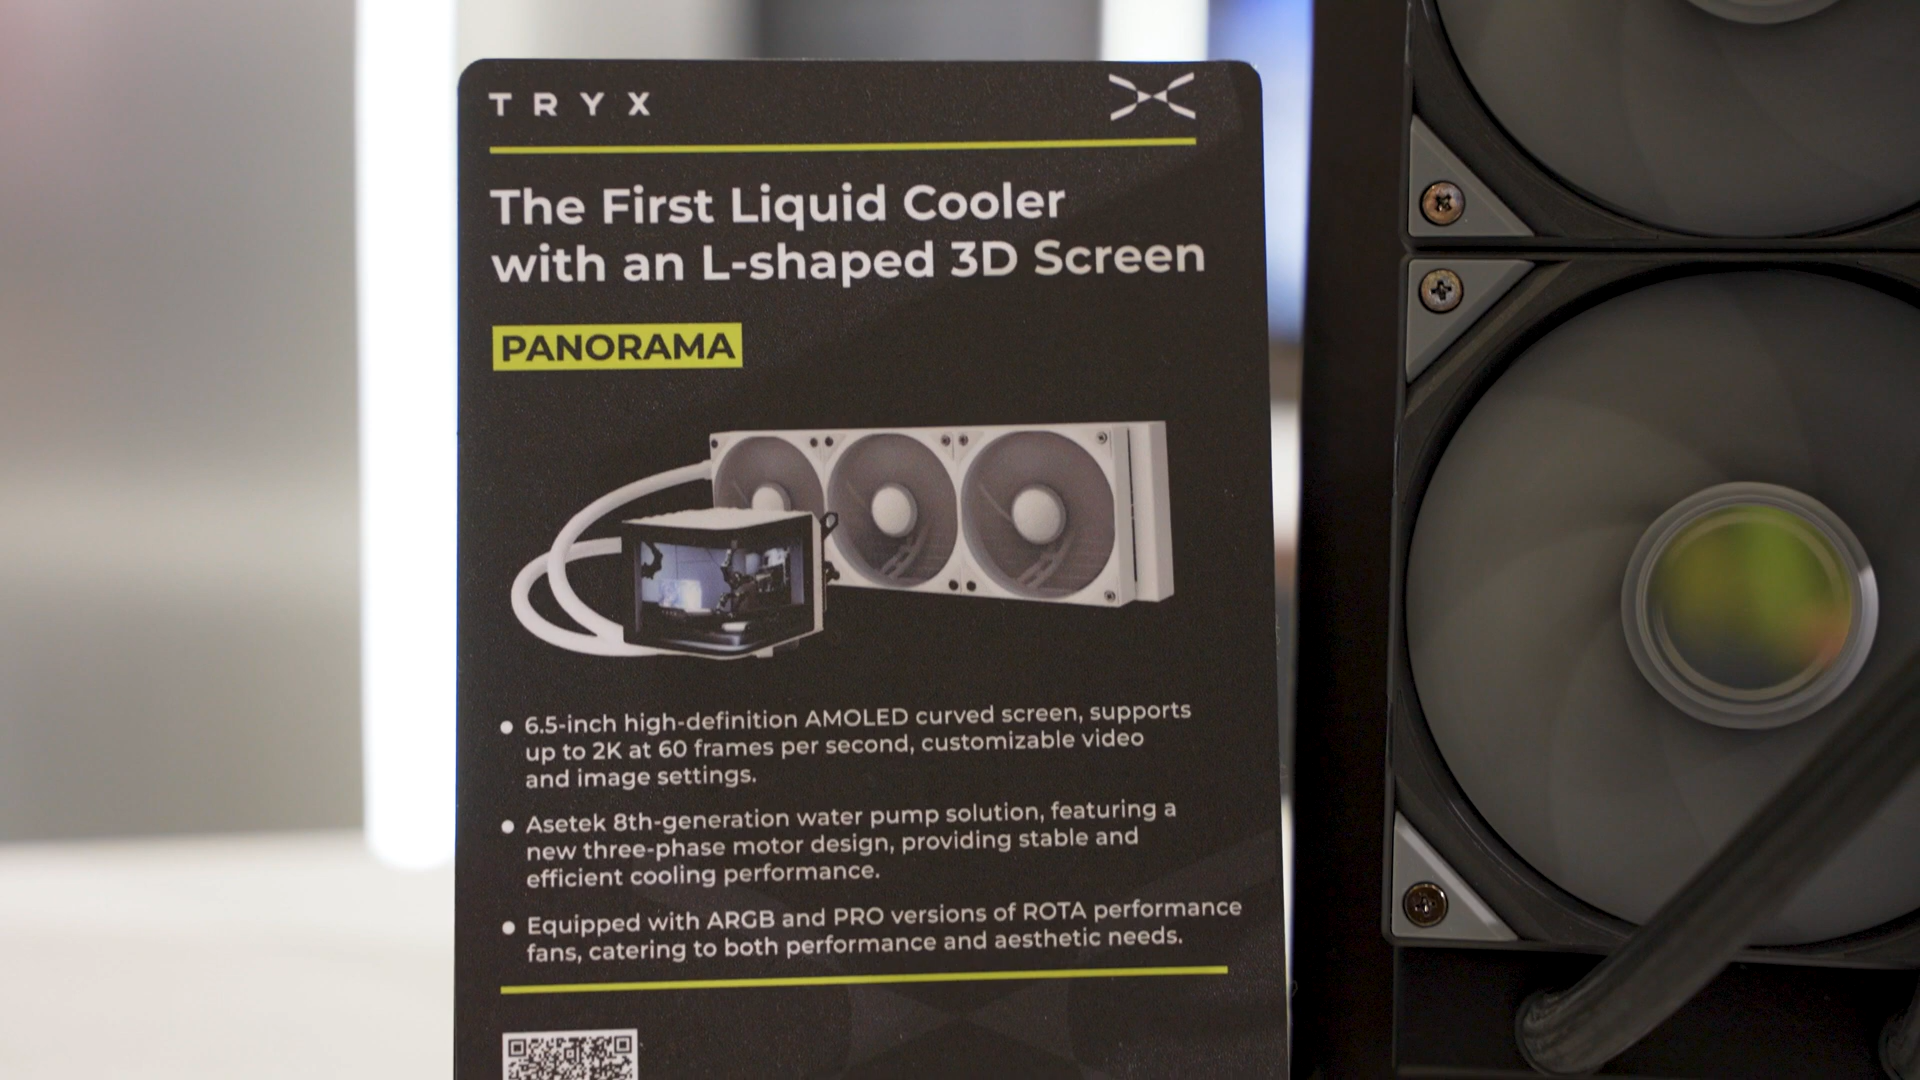 TRYX
The First Liquid Cooler
with an L-shaped 3D Screen
PANORAMA
6.5-inch high-definition AMOLED curved screen, supports
up to 2K at 60 frames per second, customizable video
and image settings.
Asetek 8th-generation water pump solution, featuring a
new three-phase motor design, providing stable and
efficient cooling performance.
Equipped with ARGB and PRO versions of ROTA performance
fans, catering to both performance and aesthetic needs.